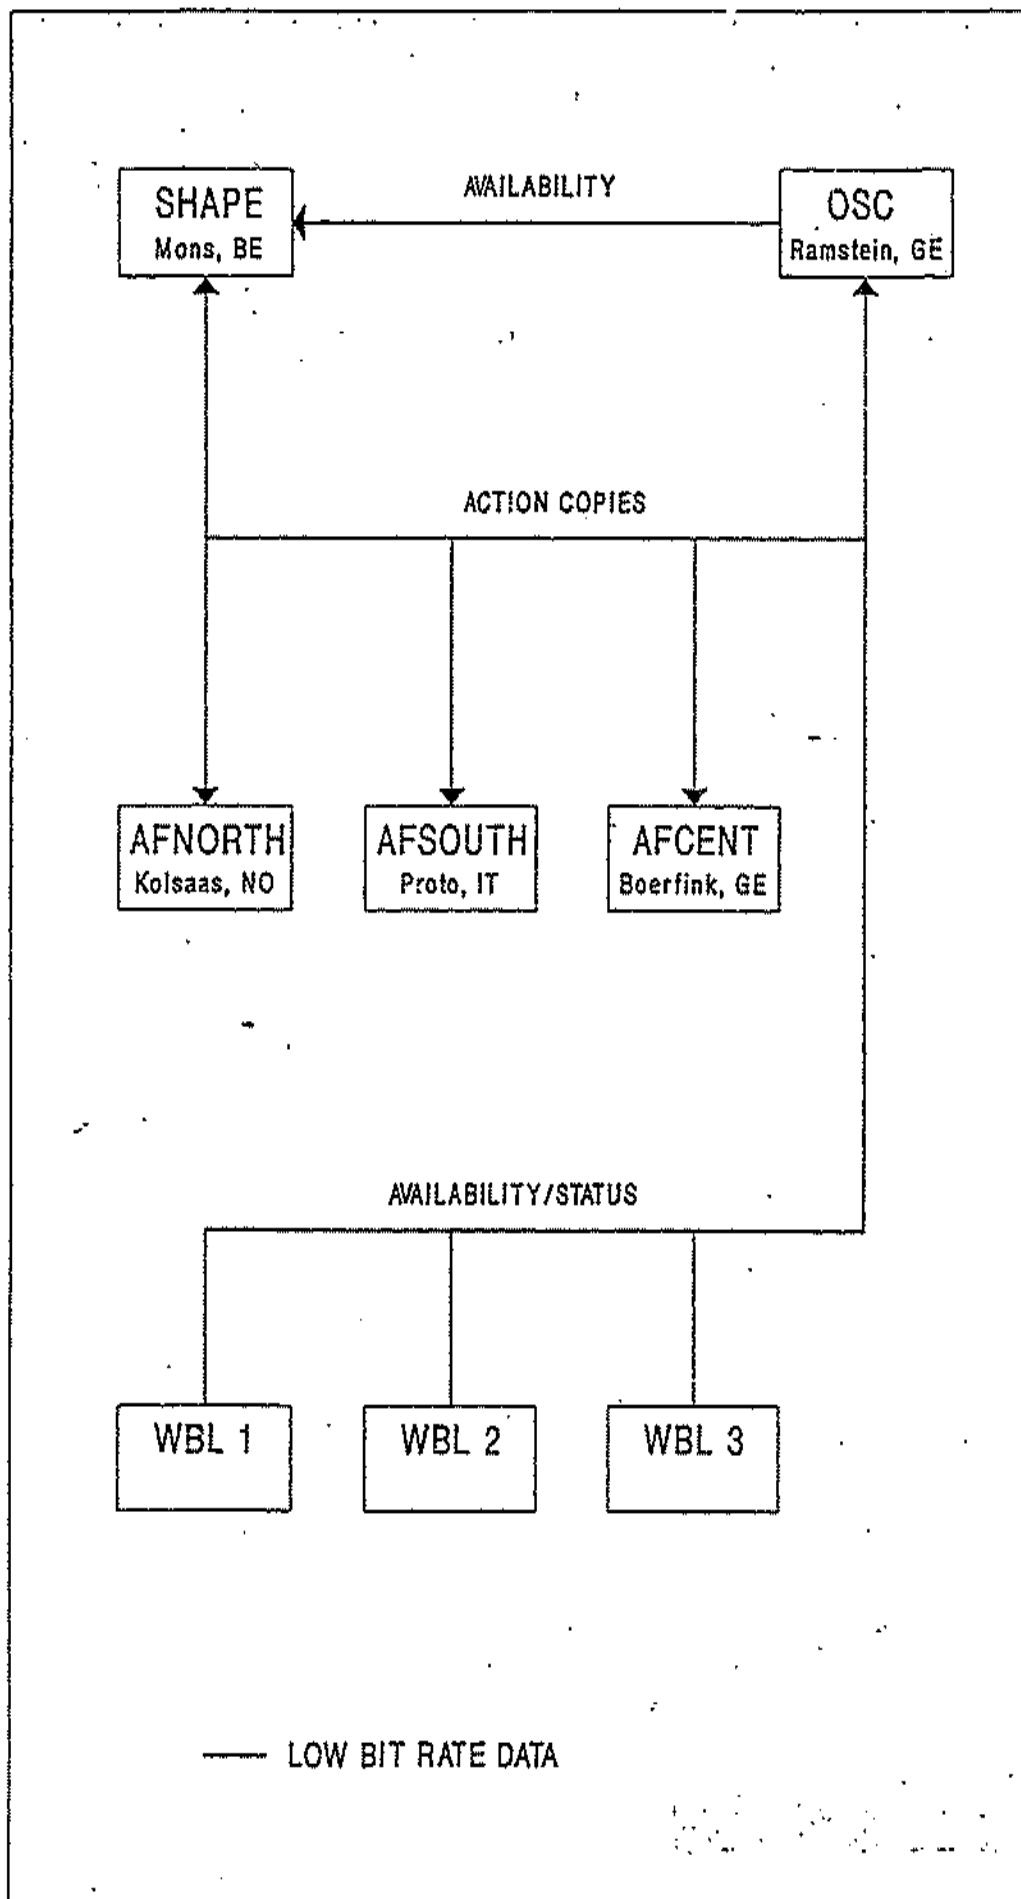 SHAPE
Mons, BE
AVAILABILITY
OSC
Ramstein, GE
ACTION COPIES
AFNORTH
Kolsaas, NO
AFSOUTH
Proto, IT
AFCENT
Boerfink, GE
AVAILABILITY/STATUS
WBL 1
WBL 2
WBL 3
LOW BIT RATE DATA